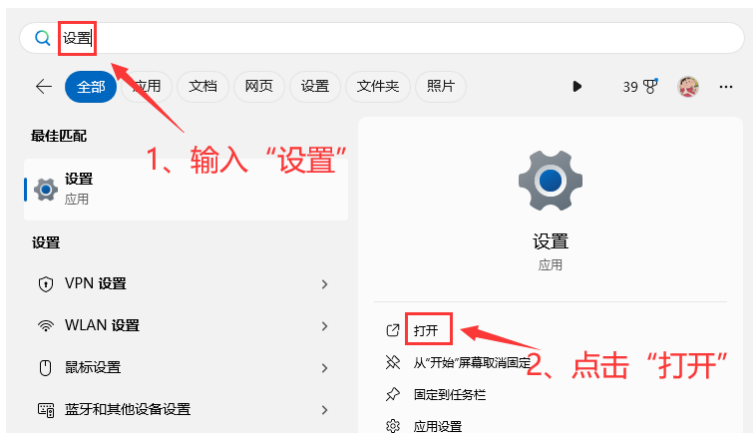 设置
全部 应用 文档 网页 设置 文件夹 照片 39
最佳匹配
1、输入“设置”
设置
应用
设置
VPN 设置
WLAN 设置
鼠标设置
蓝牙和其他设备设置
设置
应用
打开
2、点击“打开”
从“开始”屏幕取消固定
固定到任务栏
应用设置